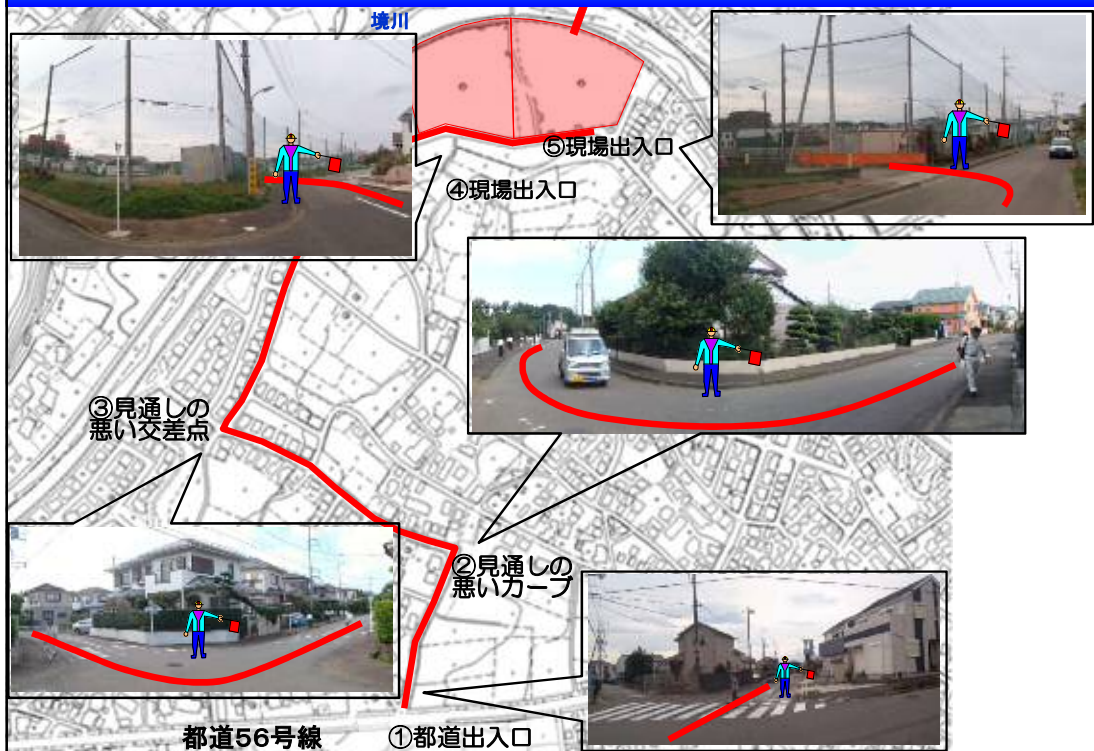 境川
⑤現場出入口
④現場出入口
③見通しの
悪い交差点
②見通しの
悪いカーブ
都道56号線
①都道出入口